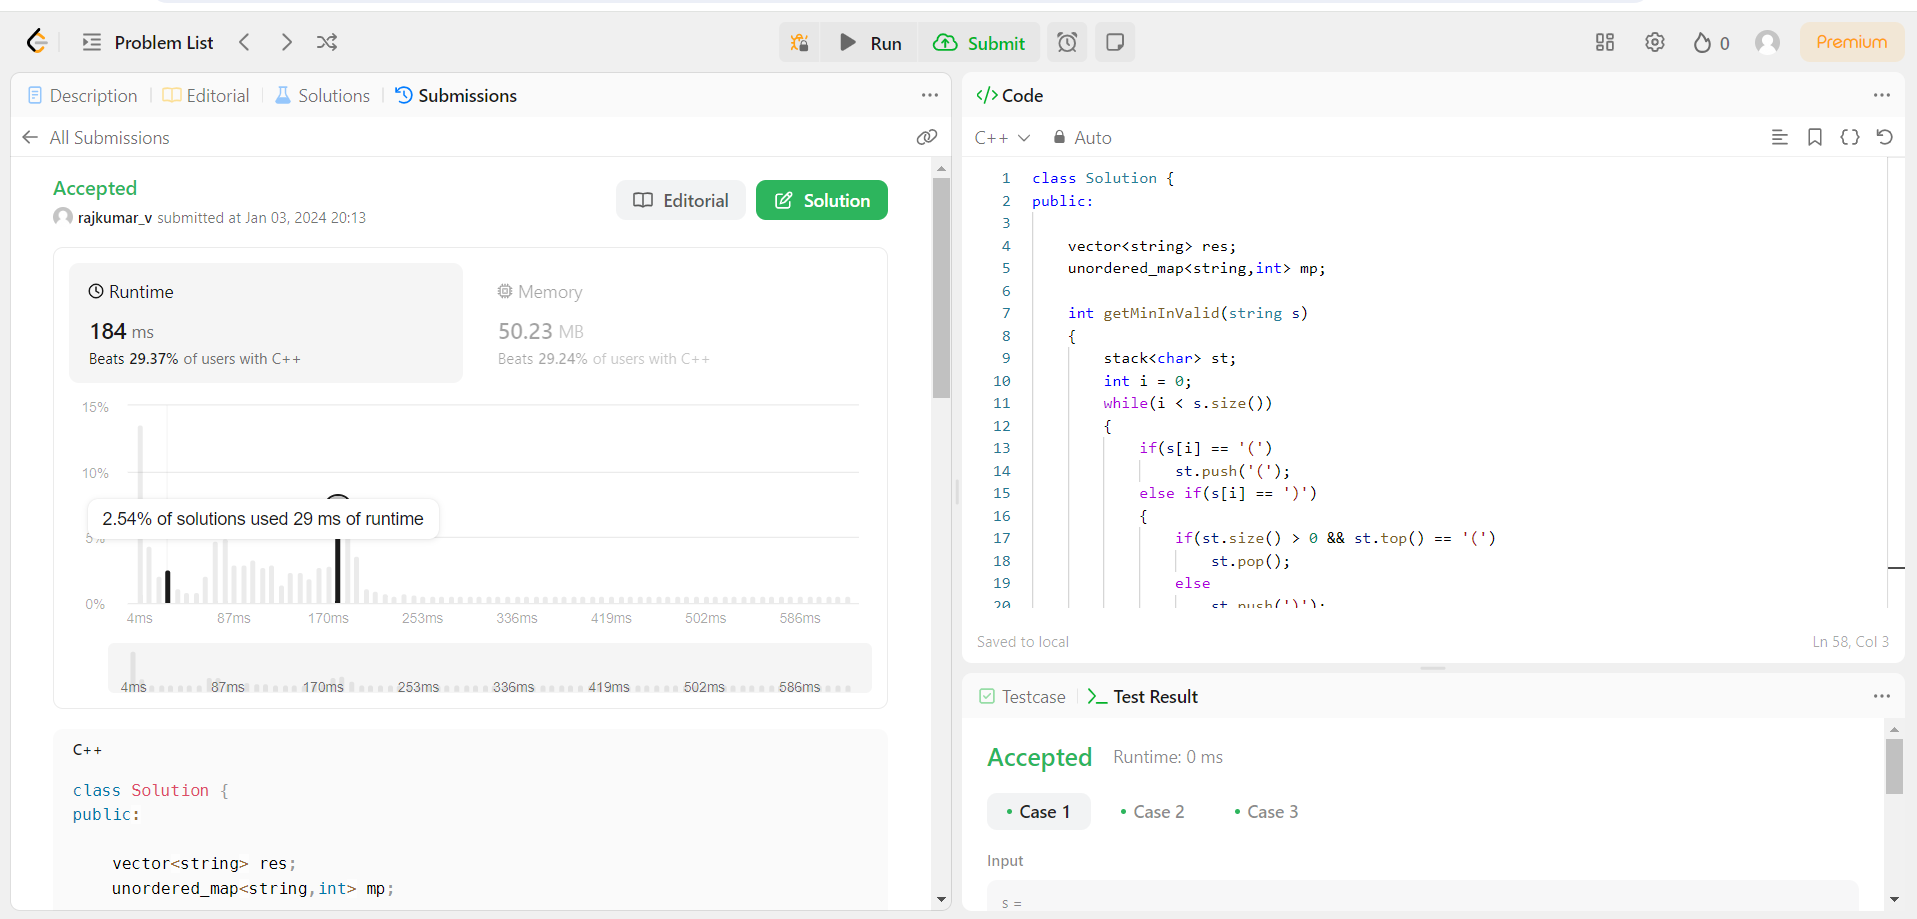 Problem List
Run
Submit
0
Premium
Description
Editorial
Solutions
Submissions
All Submissions
Accepted
rajkumar_v submitted at Jan 03, 2024 20:13
Editorial
Solution
Runtime
184 ms
Beats 29.37% of users with C++
Memory
50.23 MB
Beats 29.24% of users with C++
15%
10%
2.54% of solutions used 29 ms of runtime
5%
0%
4ms 87ms 170ms 253ms 336ms 419ms 502ms 586ms
4ms 87ms 170ms 253ms 336ms 419ms 502ms 586ms
C++
class Solution {
public:
vector<string> res;
unordered_map<string,int> mp;
</> Code
C++
Auto
1 class Solution {
2 public:
3
4 vector<string> res;
5 unordered_map<string,int> mp;
6
7 int getMinInValid(string s)
8 {
9 stack<char> st;
10 int i = 0;
11 while(i < s.size())
12 {
13 if(s[i] == '(')
14 st.push('(');
15 else if(s[i] == ')')
16 {
17 if(st.size() > 0 && st.top() == '(')
18 st.pop();
19 else
20 st.push(')');
Saved to local
Ln 58, Col 3
Testcase
Test Result
Accepted Runtime: 0 ms
Case 1
Case 2
Case 3
Input
s =